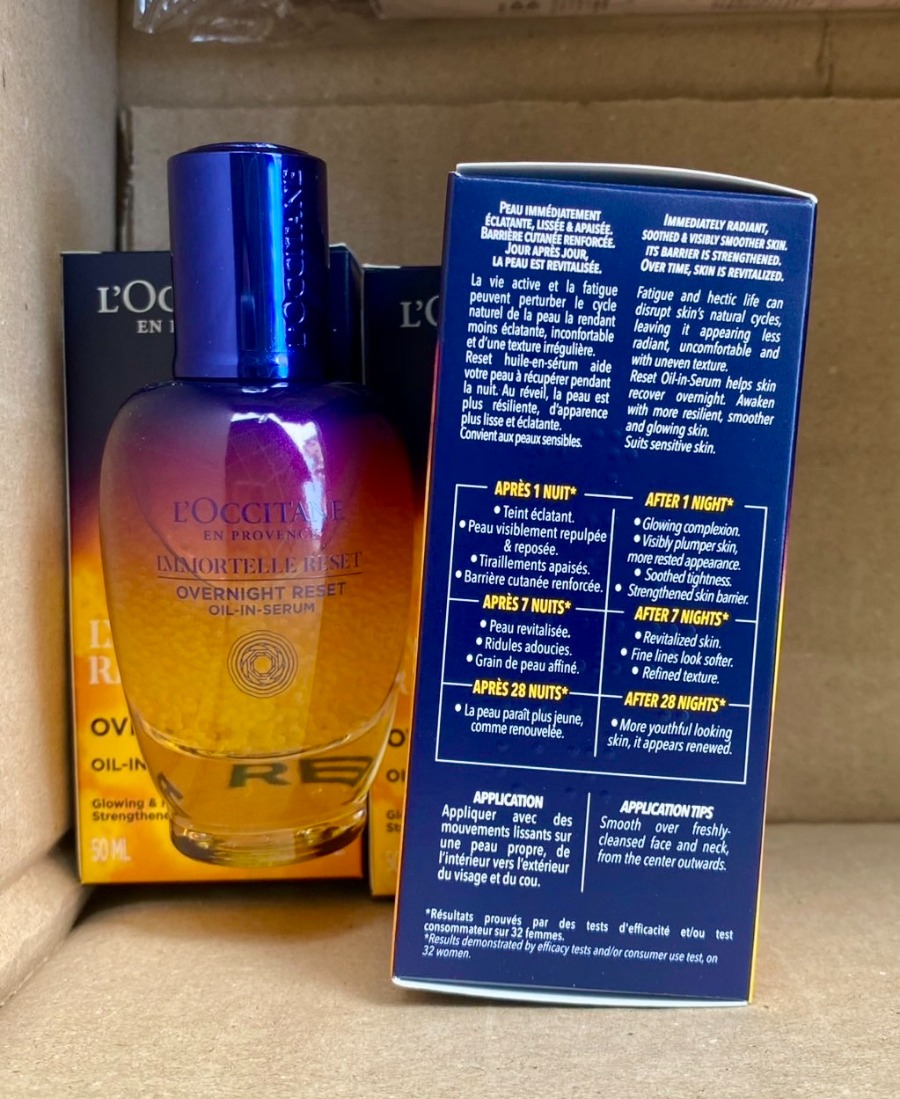 L'OCCITANE
L'OCCITANE
EN PROVENCE
IMMORTELLE RESET
OVERNIGHT RESET
OIL-IN-SERUM
RE
L'OC
EN
OVE
OIL-IN
Glowing &
Strengthene
50 ML
L'O
PEAU IMMÉDIATEMENT
ÉCLATANTE, LISSÉE & APAISÉE.
BARRIÈRE CUTANÉE RENFORCÉE.
JOUR APRÈS JOUR,
LA PEAU EST REVITALISÉE.
La vie active et la fatigue
peuvent perturber le cycle
naturel de la peau la rendant
moins éclatante, inconfortable
et d'une texture irrégulière.
Reset huile-en-sérum aide
votre peau à récupérer pendant
la nuit. Au réveil, la peau est
plus résiliente, d'apparence
plus lisse et éclatante.
Convient aux peaux sensibles.
IMMEDIATELY RADIANT,
SOOTHED & VISIBLY SMOOTHER SKIN.
ITS BARRIER IS STRENGTHENED.
OVER TIME, SKIN IS REVITALIZED.
Fatigue and hectic life can
disrupt skin's natural cycles,
leaving it appearing less
radiant, uncomfortable and
with uneven texture.
Reset Oil-in-Serum helps skin
recover overnight. Awaken
with more resilient, smoother
and glowing skin.
Suits sensitive skin.
APRÈS 1 NUIT*
• Teint éclatant.
• Peau visiblement repulpée
& reposée.
• Tiraillements apaisés.
• Barrière cutanée renforcée.
APRÈS 7 NUITS*
• Peau revitalisée.
• Ridules adoucies.
• Grain de peau affiné.
APRÈS 28 NUITS*
• La peau paraît plus jeune,
comme renouvelée.
AFTER 1 NIGHT*
• Glowing complexion.
• Visibly plumper skin,
more rested appearance.
• Soothed tightness.
• Strengthened skin barrier.
AFTER 7 NIGHTS*
• Revitalized skin.
• Fine lines look softer.
• Refined texture.
AFTER 28 NIGHTS*
• More youthful looking
skin, it appears renewed.
APPLICATION
Appliquer avec des
mouvements lissants sur
une peau propre, de
l'intérieur vers l'extérieur
du visage et du cou.
APPLICATION TIPS
Smooth over freshly-
cleansed face and neck,
from the center outwards.
*Résultats prouvés par des tests d'efficacité et/ou test
consommateur sur 32 femmes.
*Results demonstrated by efficacy tests and/or consumer use test, on
32 women.